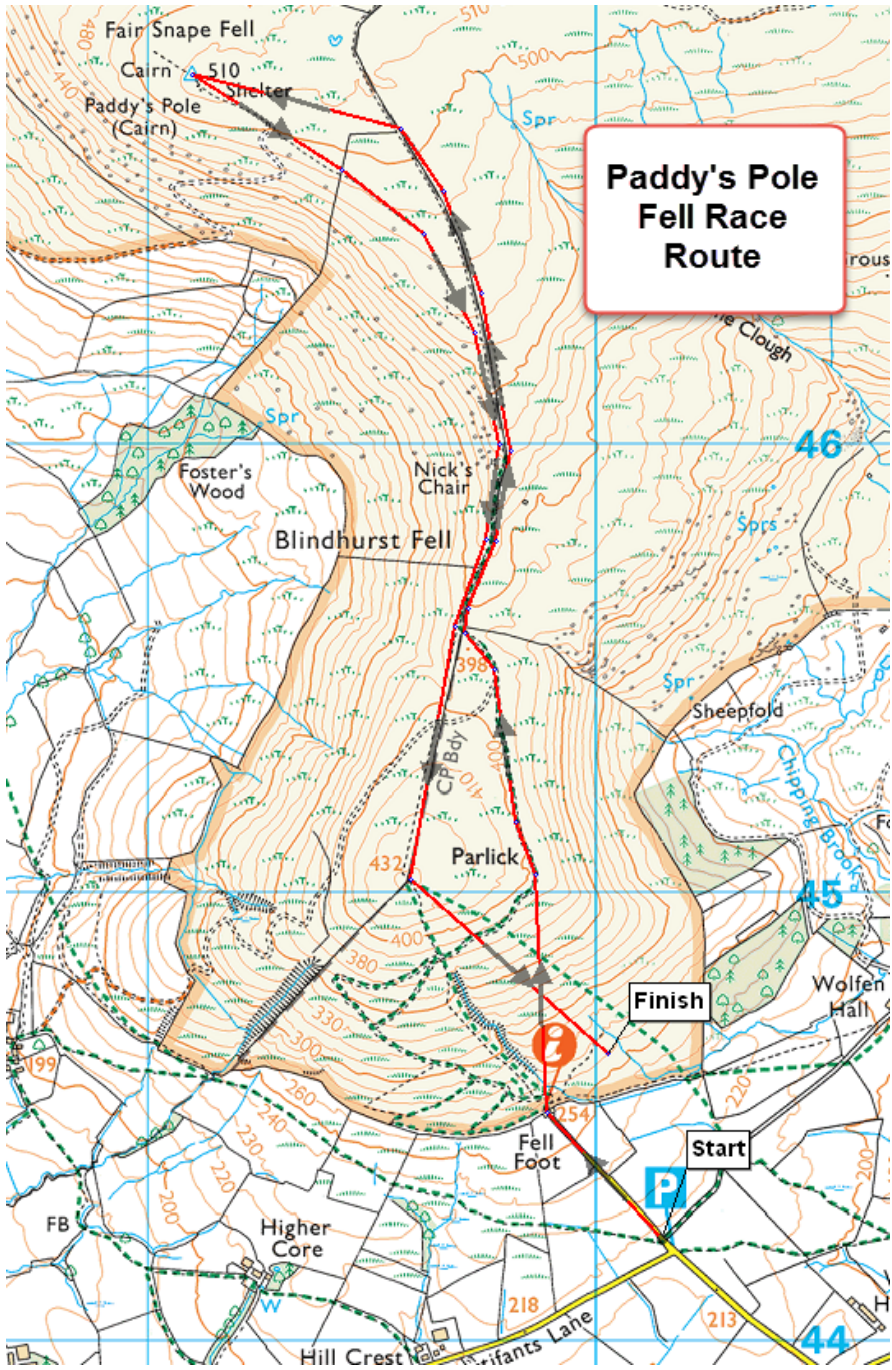 510
480
Fair Snape Fell
500
440
Cairn
510
Shelter
Paddy's Pole
(Cairn)
Spr
Paddy's Pole
Fell Race
Route
Clough
Spr
Foster's
Wood
Nick's
Chair
46
Sprs
Blindhurst Fell
398
Spr
Sheepfold
400
CP Bdy
410
Chipping Brook
432
Parlick
45
400
380
Wolfen
Hall
Finish
330
300
i
199
260
254
220
240
Fell
Foot
Start
230
220
P
200
200
FB
Higher
Core
W
218
213
Hill Crest
Lane
44